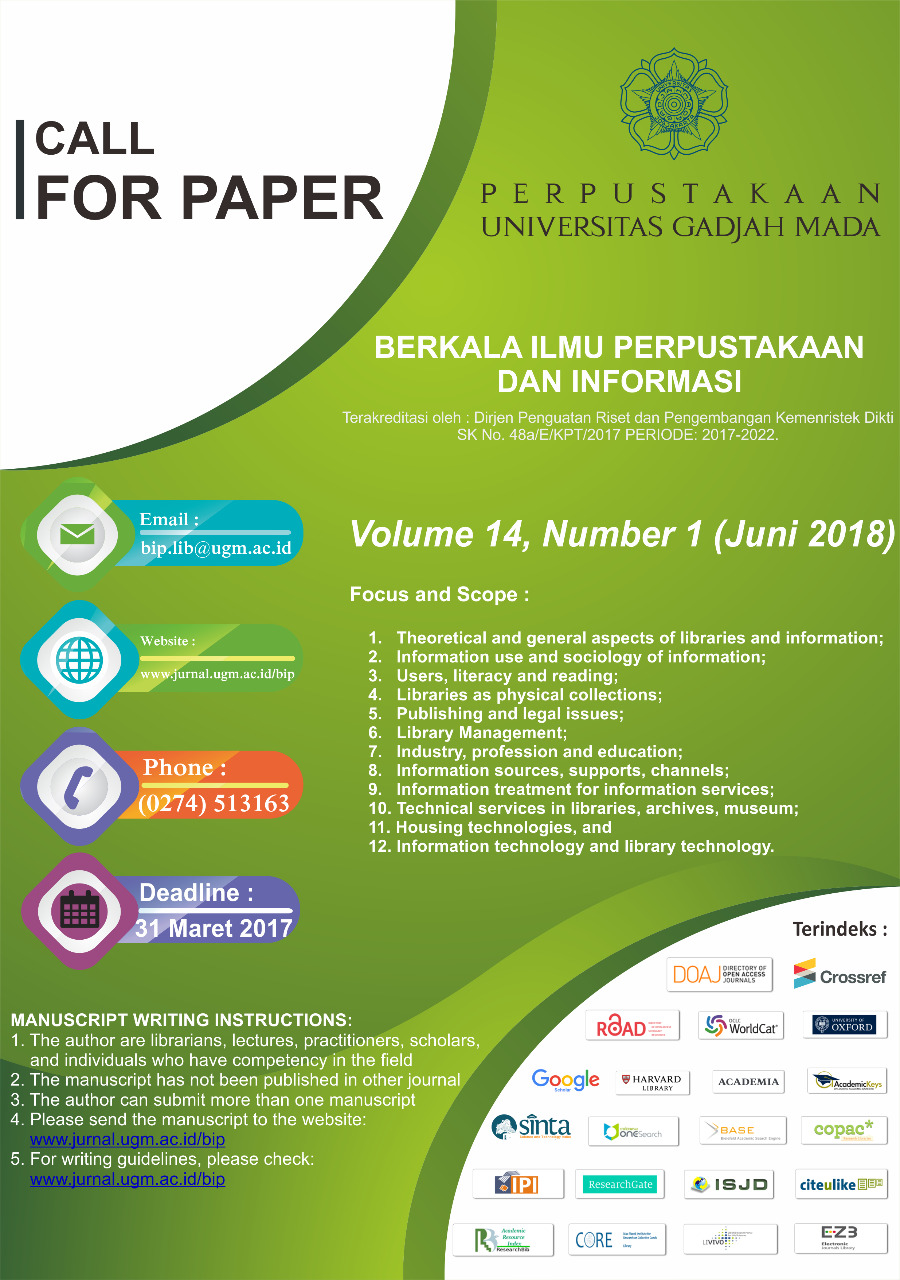 CALL
FOR PAPER
PERPUSTAKAAN
UNIVERSITAS GADJAH MADA
BERKALA ILMU PERPUSTAKAAN
DAN INFORMASI
Terakreditasi oleh : Dirjen Penguatan Riset dan Pengembangan Kemenristek Dikti
SK No. 48a/E/KPT/2017 PERIODE: 2017-2022.
Email :
bip.lib@ugm.ac.id
Website :
www.jurnal.ugm.ac.id/bip
Phone :
(0274) 513163
Deadline :
31 Maret 2017
Volume 14, Number 1 (Juni 2018)
Focus and Scope :
1. Theoretical and general aspects of libraries and information;
2. Information use and sociology of information;
3. Users, literacy and reading;
4. Libraries as physical collections;
5. Publishing and legal issues;
6. Library Management;
7. Industry, profession and education;
8. Information sources, supports, channels;
9. Information treatment for information services;
10. Technical services in libraries, archives, museum;
11. Housing technologies, and
12. Information technology and library technology.
MANUSCRIPT WRITING INSTRUCTIONS:
1. The author are librarians, lectures, practitioners, scholars,
and individuals who have competency in the field
2. The manuscript has not been published in other journal
3. The author can submit more than one manuscript
4. Please send the manuscript to the website:
www.jurnal.ugm.ac.id/bip
5. For writing guidelines, please check:
www.jurnal.ugm.ac.id/bip
Terindeks :
DOAJ DIRECTORY OF
OPEN ACCESS
JOURNALS
Crossref
ROAD
OCLC
WorldCat
UNIVERSITY OF
OXFORD
Google
Scholar
HARVARD
LIBRARY
ACADEMIA
AcademicKeys
sinta
oneSearch
BASE
copac*
IPI
ResearchGate
ISJD
citeulike
Academic
Resource
Index
ResearchBib
CORE
LIVIVO
EZ3
Electronic
Journals Library